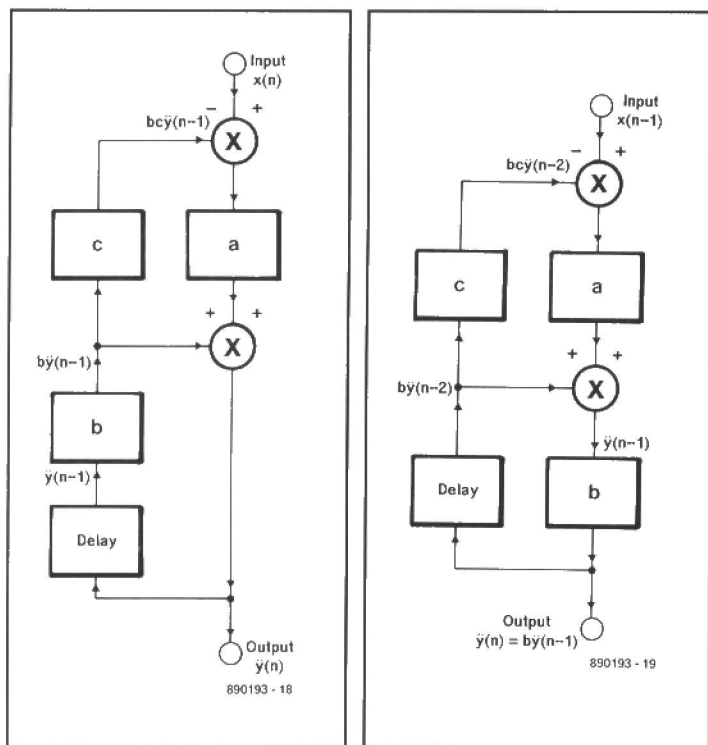 Input
x(n)
− +
bcÿ(n−1)
X
c
a
+ +
X
bÿ(n−1)
b
ÿ(n−1)
Delay
Output
ÿ(n)
890193 - 18
Input
x(n−1)
− +
bcÿ(n−2)
X
c
a
+ +
X
bÿ(n−2)
ÿ(n−1)
Delay
b
Output
ÿ(n) = bÿ(n−1)
890193 - 19